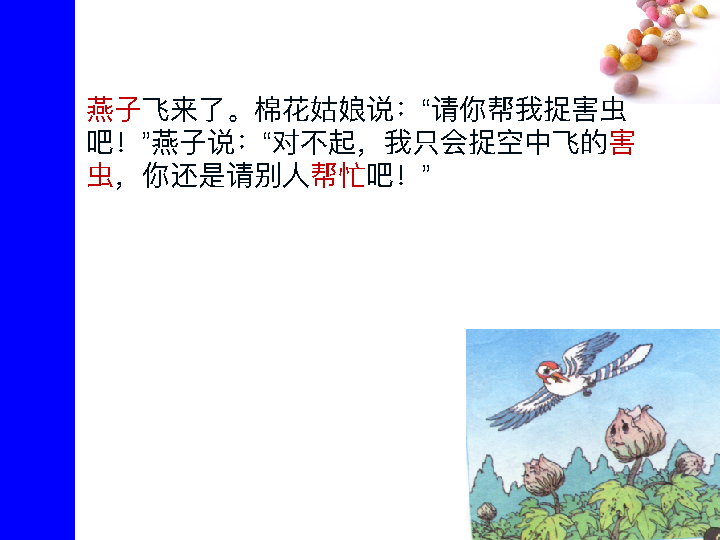 燕子飞来了。棉花姑娘说：“请你帮我捉害虫
吧！”燕子说：“对不起，我只会捉空中飞的害
虫，你还是请别人帮忙吧！”